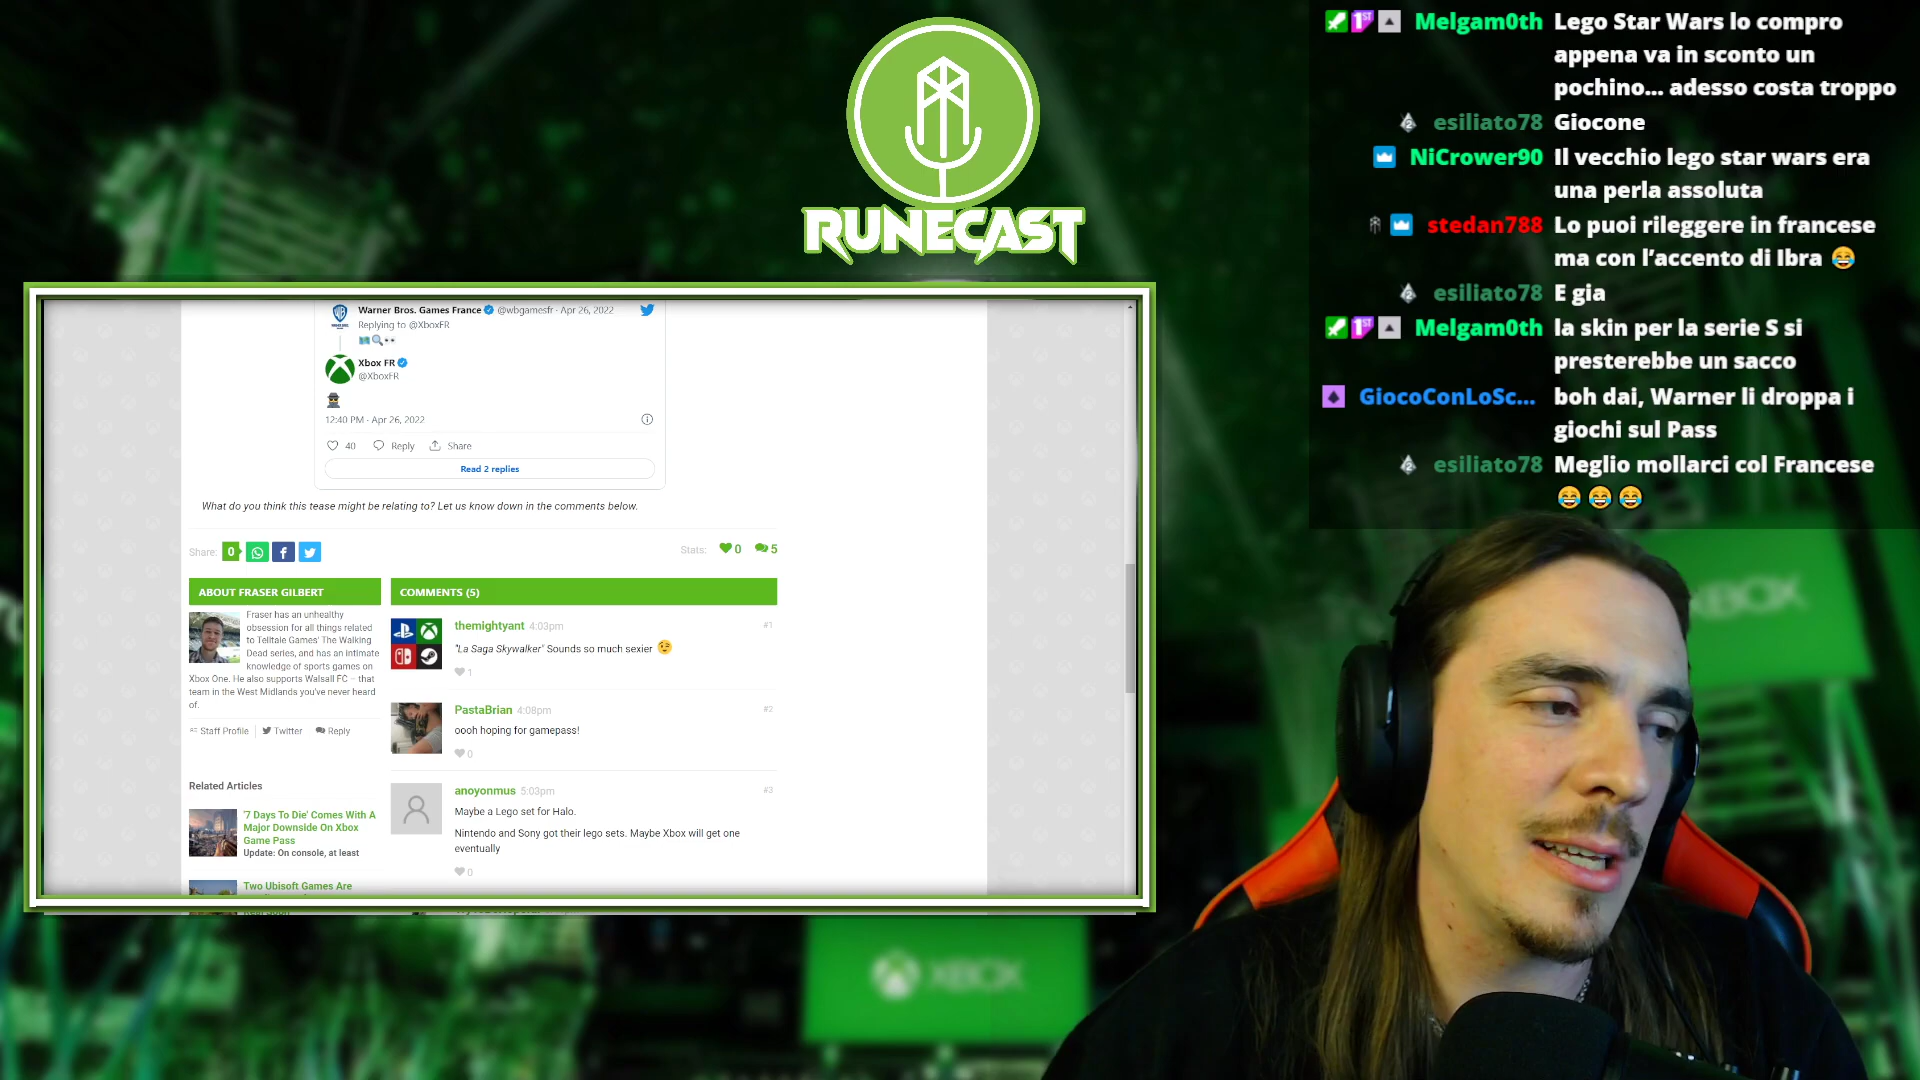 RUNECAST
Warner Bros. Games France @wbgamesfr · Apr 26, 2022
Replying to @XboxFR
Xbox FR
@XboxFR
12:40 PM · Apr 26, 2022
40 Reply Share
Read 2 replies
What do you think this tease might be relating to? Let us know down in the comments below.
Share: 0
Stats: 0 5
ABOUT FRASER GILBERT
Fraser has an unhealthy
obsession for all things related
to Telltale Games' The Walking
Dead series, and has an intimate
knowledge of sports games on
Xbox One. He also supports Walsall FC – that
team in the West Midlands you've never heard
of.
Staff Profile Twitter Reply
Related Articles
'7 Days To Die' Comes With A
Major Downside On Xbox
Game Pass
Update: On console, at least
Two Ubisoft Games Are
COMMENTS (5)
themightyant 4:03pm #1
"La Saga Skywalker" Sounds so much sexier 😉
1
PastaBrian 4:08pm #2
oooh hoping for gamepass!
0
anoyonmus 5:03pm #3
Maybe a Lego set for Halo.
Nintendo and Sony got their lego sets. Maybe Xbox will get one
eventually
0
Melgam0th Lego Star Wars lo compro
appena va in sconto un
pochino... adesso costa troppo
esiliato78 Giocone
NiCrower90 Il vecchio lego star wars era
una perla assoluta
stedan788 Lo puoi rileggere in francese
ma con l'accento di Ibra 😂
esiliato78 E gia
Melgam0th la skin per la serie S si
presterebbe un sacco
GiocoConLoSc... boh dai, Warner li droppa i
giochi sul Pass
esiliato78 Meglio mollarci col Francese
😂 😂 😂
XBOX
XBOX